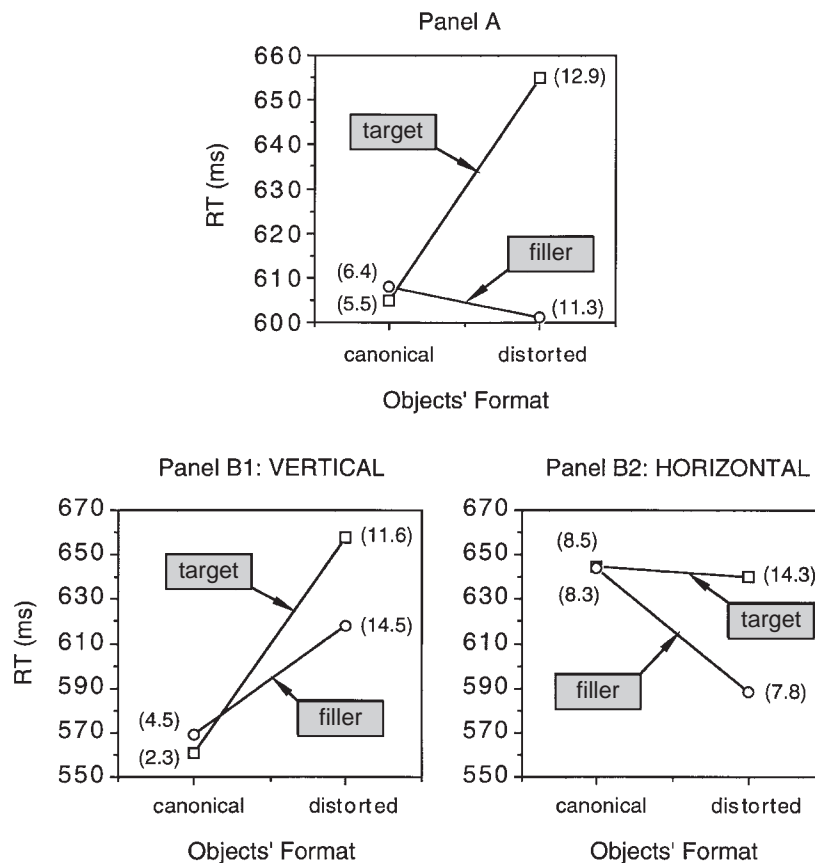 Panel A
RT (ms)
660
650
640
630
620
610
600
(12.9)
target
filler
(6.4)
(5.5)
(11.3)
canonical
distorted
Objects' Format
Panel B1: VERTICAL
RT (ms)
670
650
630
610
590
570
550
(11.6)
target
(14.5)
(4.5)
(2.3)
filler
canonical
distorted
Objects' Format
Panel B2: HORIZONTAL
670
650
630
610
590
570
550
(8.5)
(8.3)
(14.3)
target
filler
(7.8)
canonical
distorted
Objects' Format